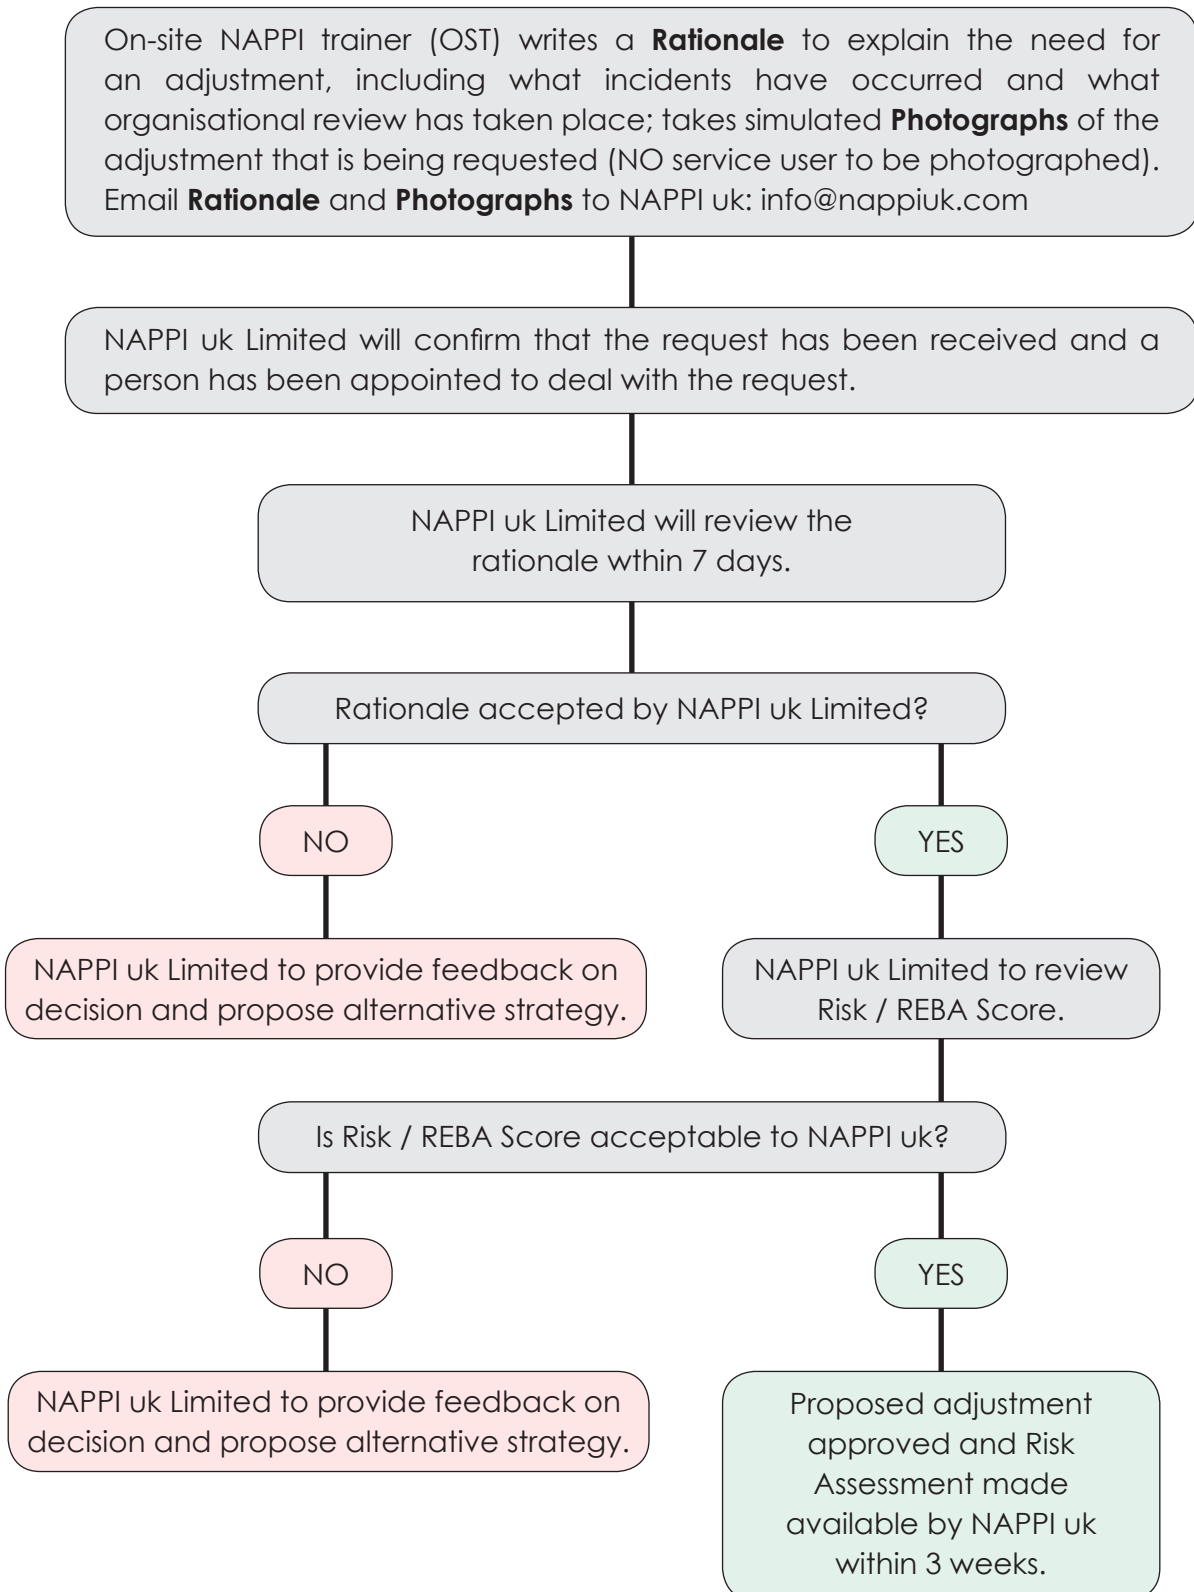 On-site NAPPI trainer (OST) writes a Rationale to explain the need for
an adjustment, including what incidents have occurred and what
organisational review has taken place; takes simulated Photographs of the
adjustment that is being requested (NO service user to be photographed).
Email Rationale and Photographs to NAPPI uk: info@nappiuk.com
NAPPI uk Limited will confirm that the request has been received and a
person has been appointed to deal with the request.
NAPPI uk Limited will review the
rationale wthin 7 days.
Rationale accepted by NAPPI uk Limited?
NO
YES
NAPPI uk Limited to provide feedback on
decision and propose alternative strategy.
NAPPI uk Limited to review
Risk / REBA Score.
Is Risk / REBA Score acceptable to NAPPI uk?
NO
YES
NAPPI uk Limited to provide feedback on
decision and propose alternative strategy.
Proposed adjustment
approved and Risk
Assessment made
available by NAPPI uk
within 3 weeks.